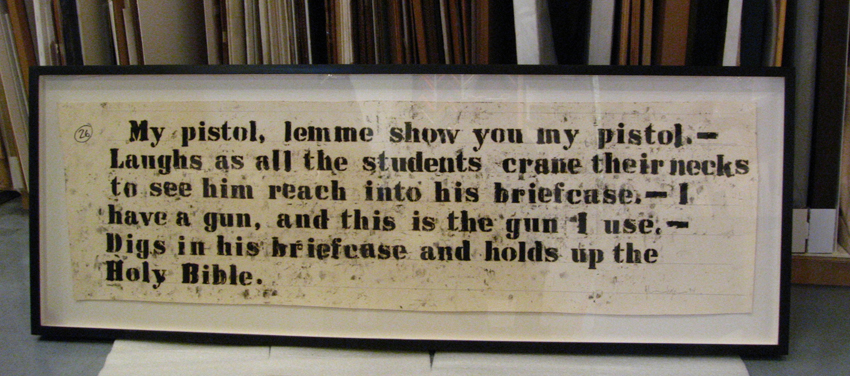 26 My pistol, lemme show you my pistol.—
Laughs as all the students crane their necks
to see him reach into his briefcase.— I
have a gun, and this is the gun I use.—
Digs in his briefcase and holds up the
Holy Bible.